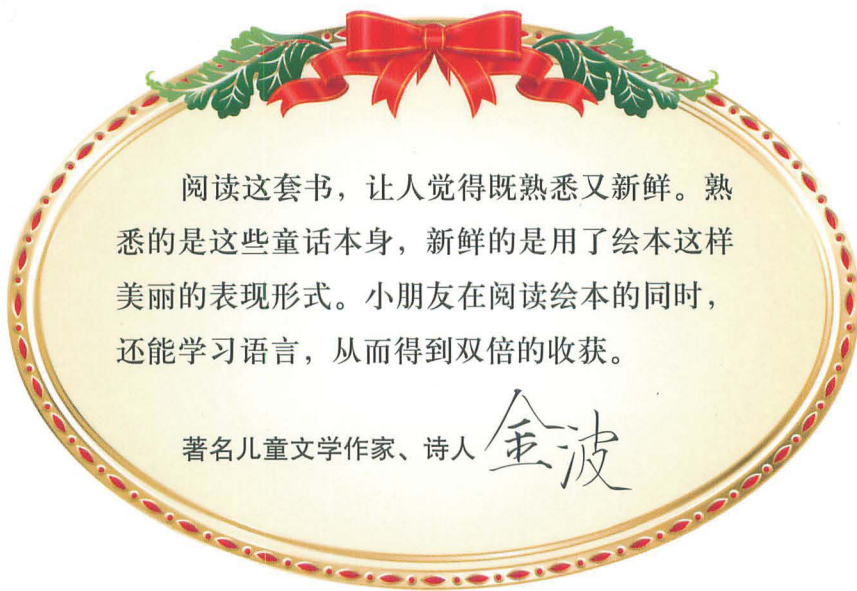 阅读这套书，让人觉得既熟悉又新鲜。熟
悉的是这些童话本身，新鲜的是用了绘本这样
美丽的表现形式。小朋友在阅读绘本的同时，
还能学习语言，从而得到双倍的收获。
著名儿童文学作家、诗人 金波